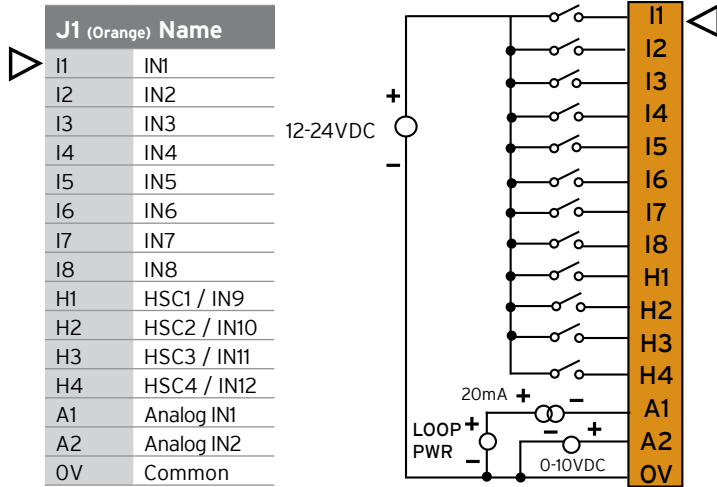 J1 (Orange) Name
I1 IN1
I2 IN2
I3 IN3
I4 IN4
I5 IN5
I6 IN6
I7 IN7
I8 IN8
H1 HSC1 / IN9
H2 HSC2 / IN10
H3 HSC3 / IN11
H4 HSC4 / IN12
A1 Analog IN1
A2 Analog IN2
0V Common
12-24VDC
+
−
I1
I2
I3
I4
I5
I6
I7
I8
H1
H2
H3
H4
20mA + −
A1
LOOP +
PWR −
− +
A2
0-10VDC
0V